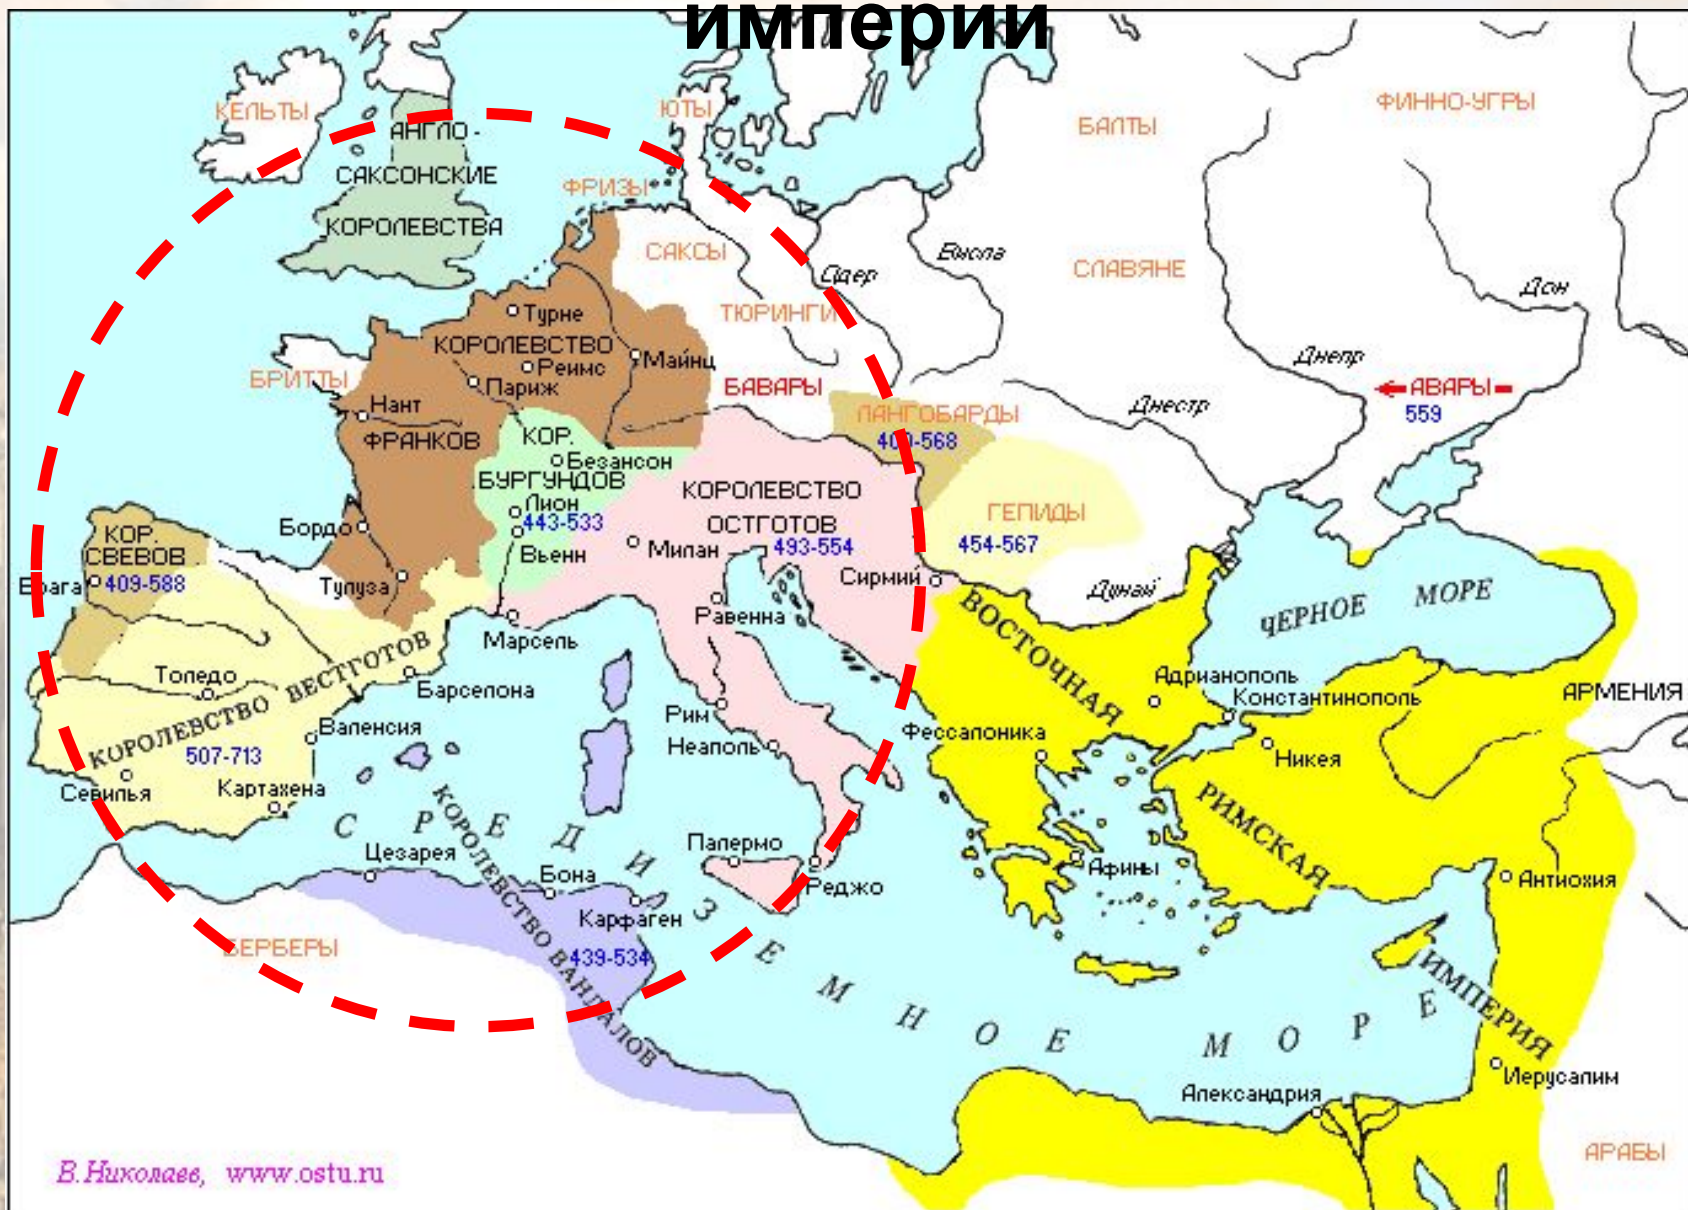 империи
КЕЛЬТЫ
АНГЛО -
САКСОНСКИЕ
КОРОЛЕВСТВА
ЮТЫ
ФРИЗЫ
БАЛТЫ
ФИННО-УГРЫ
САКСЫ
Одер
Висла
СЛАВЯНЕ
Дон
ТЮРИНГИ
Турне
КОРОЛЕВСТВО
Реимс
Майнц
Париж
БРИТТЫ
Нант
ФРАНКОВ
БАВАРЫ
Днепр
АВАРЫ
559
ЛАНГОБАРДЫ
400-568
Днестр
КОР.
Безансон
БУРГУНДОВ
Лион
443-533
Вьенн
КОРОЛЕВСТВО
ОСТГОТОВ
493-554
Милан
ГЕПИДЫ
454-567
Бордо
КОР.
СВЕВОВ
Брага
409-588
Тулуза
Сирмий
Дунай
ЧЕРНОЕ МОРЕ
Марсель
Равенна
ВОСТОЧНАЯ
Толедо
КОРОЛЕВСТВО ВЕСТГОТОВ
507-713
Барселона
Валенсия
Рим
Неаполь
Адрианополь
Константинополь
АРМЕНИЯ
Фессалоника
Никея
Севилья
Картахена
РИМСКАЯ
СРЕДИЗЕМНОЕ МОРЕ
КОРОЛЕВСТВО ВАНДАЛОВ
Цезарея
Бона
Карфаген
439-534
Палермо
Реджо
Афины
Антиохия
БЕРБЕРЫ
ИМПЕРИЯ
Иерусалим
Александрия
АРАБЫ
В.Николаев, www.ostu.ru